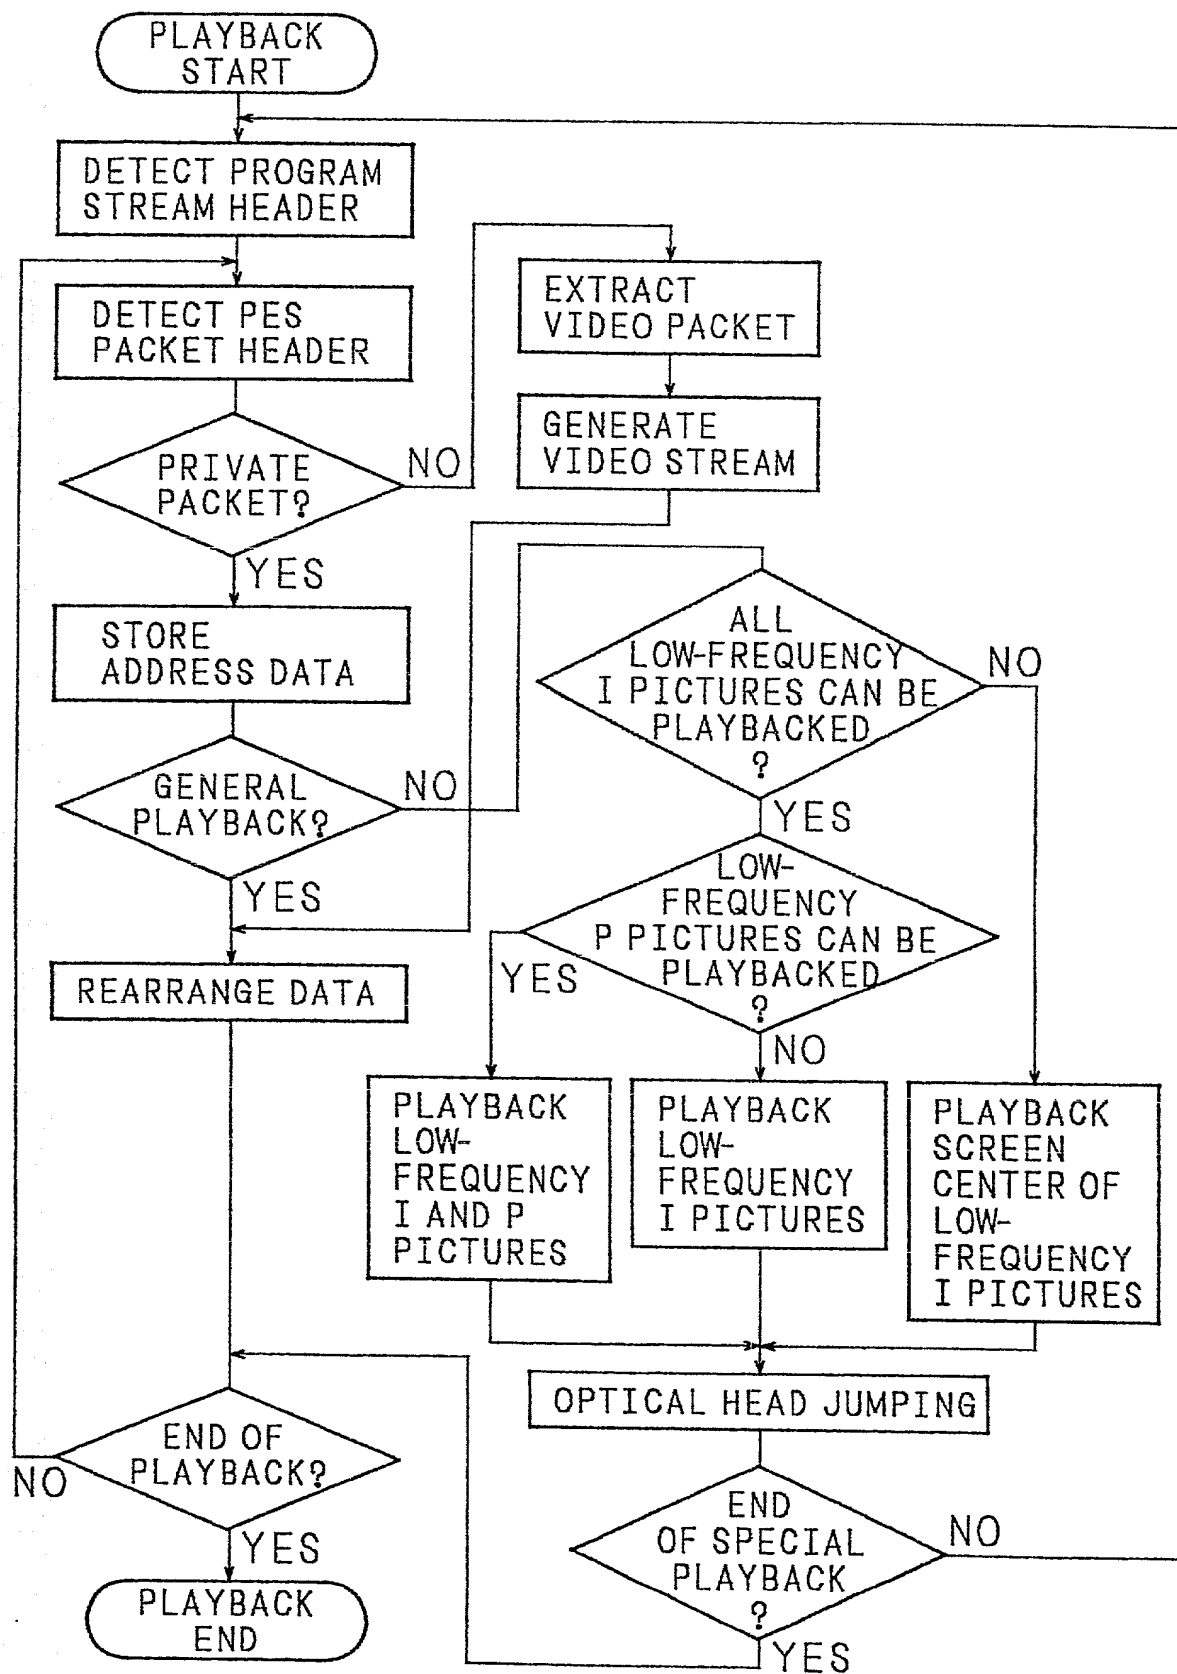 PLAYBACK
START
DETECT PROGRAM
STREAM HEADER
DETECT PES
PACKET HEADER
EXTRACT
VIDEO PACKET
GENERATE
VIDEO STREAM
PRIVATE
PACKET?
NO
YES
STORE
ADDRESS DATA
GENERAL
PLAYBACK?
NO
YES
ALL
LOW-FREQUENCY
I PICTURES CAN BE
PLAYBACKED
?
NO
YES
LOW-
FREQUENCY
P PICTURES CAN BE
PLAYBACKED
?
YES
NO
REARRANGE DATA
PLAYBACK
LOW-
FREQUENCY
I AND P
PICTURES
PLAYBACK
LOW-
FREQUENCY
I PICTURES
PLAYBACK
SCREEN
CENTER OF
LOW-
FREQUENCY
I PICTURES
OPTICAL HEAD JUMPING
END OF
PLAYBACK?
NO
YES
END
OF SPECIAL
PLAYBACK
?
NO
YES
PLAYBACK
END